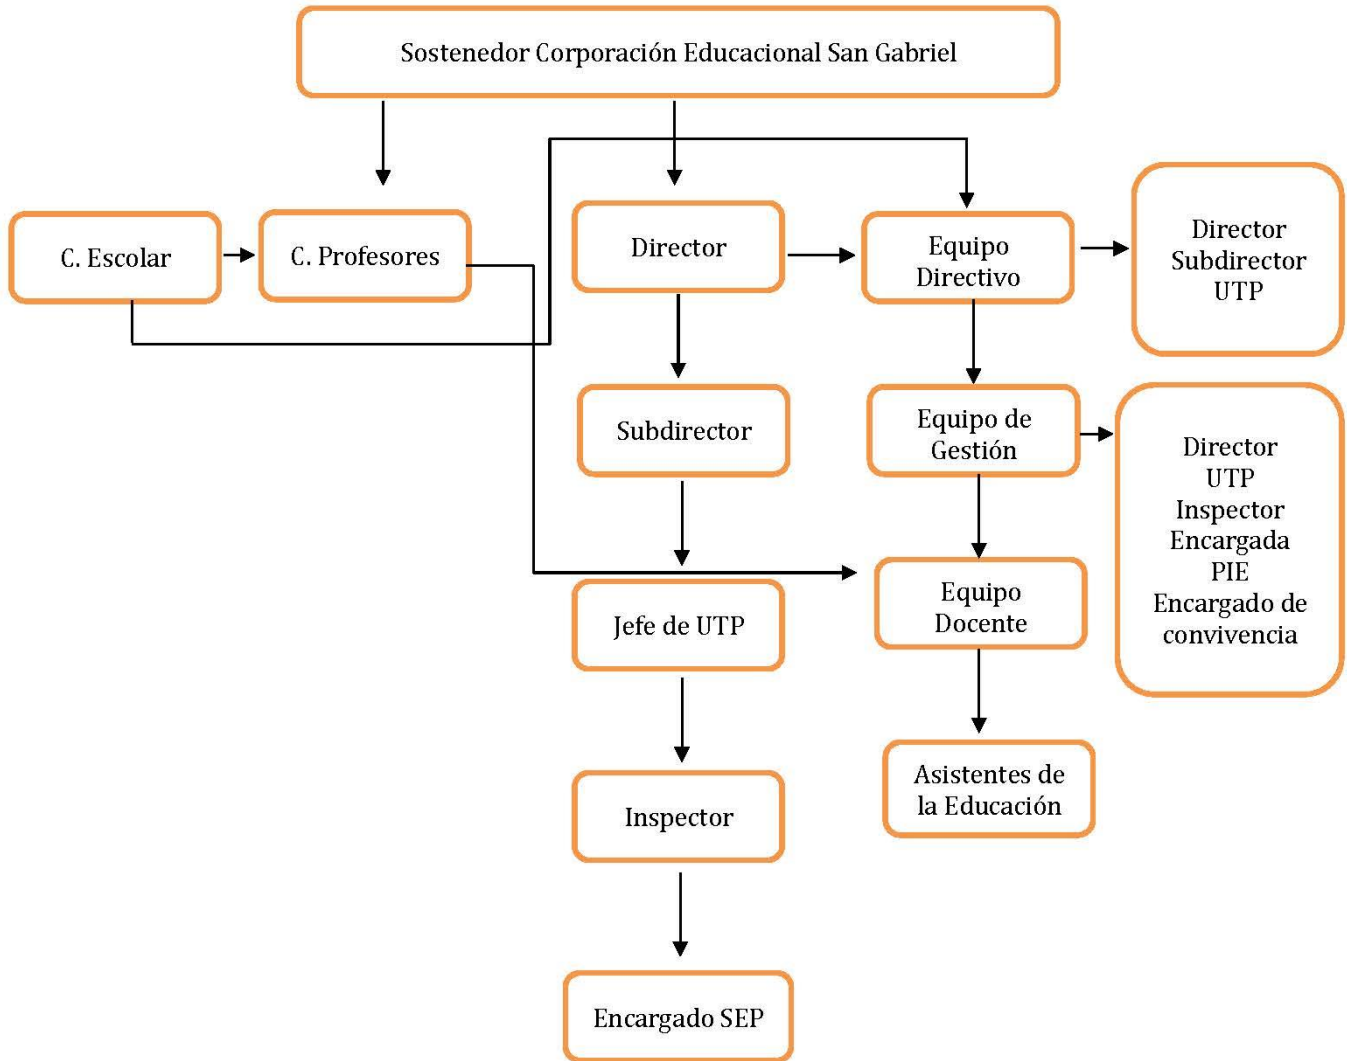 Sostenedor Corporación Educacional San Gabriel
C. Escolar
C. Profesores
Director
Equipo
Directivo
Director
Subdirector
UTP
Subdirector
Equipo de
Gestión
Director
UTP
Inspector
Encargada
PIE
Encargado de
convivencia
Jefe de UTP
Equipo
Docente
Inspector
Asistentes de
la Educación
Encargado SEP